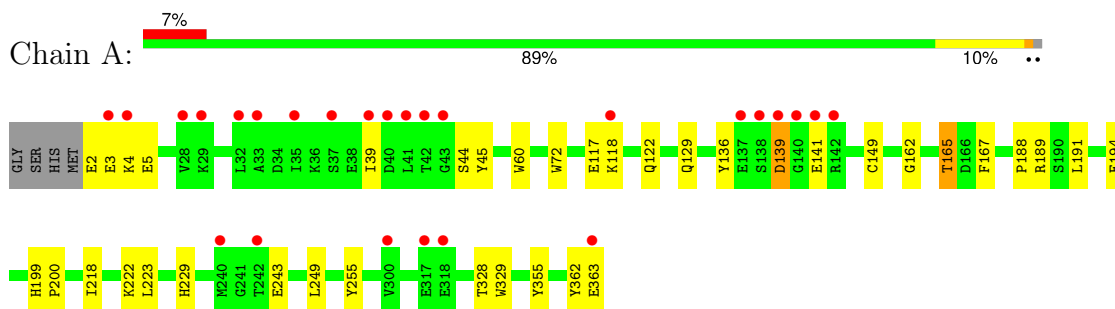 7%
Chain A:
89% 10% ••
GLY SER HIS MET E2 E3 K4 E5 V28 K29 L32 A33 D34 I35 K36 S37 E38 I39 D40 L41 T42 G43 S44 Y45 W60 W72 E117 K118 Q122 Q129 Y136 E137 S138 D139 G140 E141 R142 C149 G162 T165 D166 F167 P188 R189 S190 L191
H199 P200 I218 K222 L223 H229 M240 G241 T242 E243 L249 Y255 V300 E317 E318 T328 W329 Y355 Y362 E363